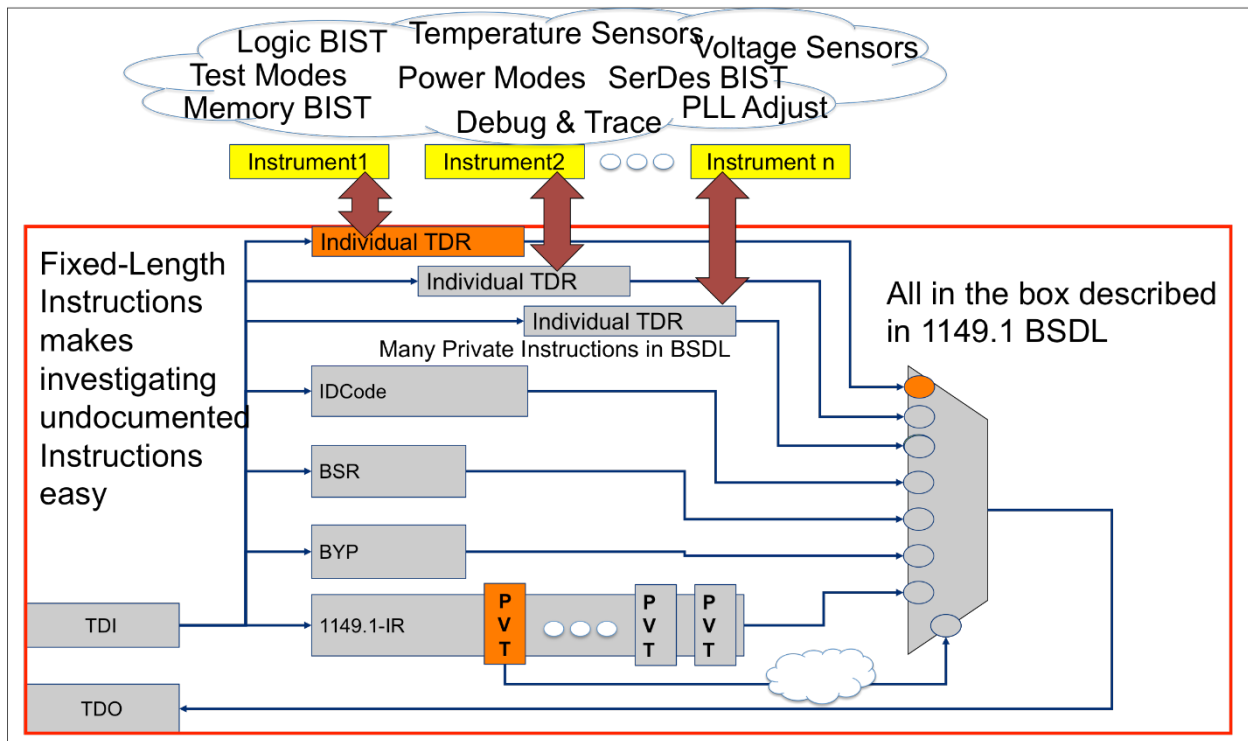 Logic BIST
Temperature Sensors
Voltage Sensors
Test Modes
Power Modes
SerDes BIST
Memory BIST
PLL Adjust
Debug & Trace
Instrument1
Instrument2
Instrument n
Individual TDR
Individual TDR
Individual TDR
Many Private Instructions in BSDL
Fixed-Length
Instructions
makes
investigating
undocumented
Instructions
easy
All in the box described
in 1149.1 BSDL
IDCode
BSR
BYP
1149.1-IR
PVT
PVT
PVT
TDI
TDO